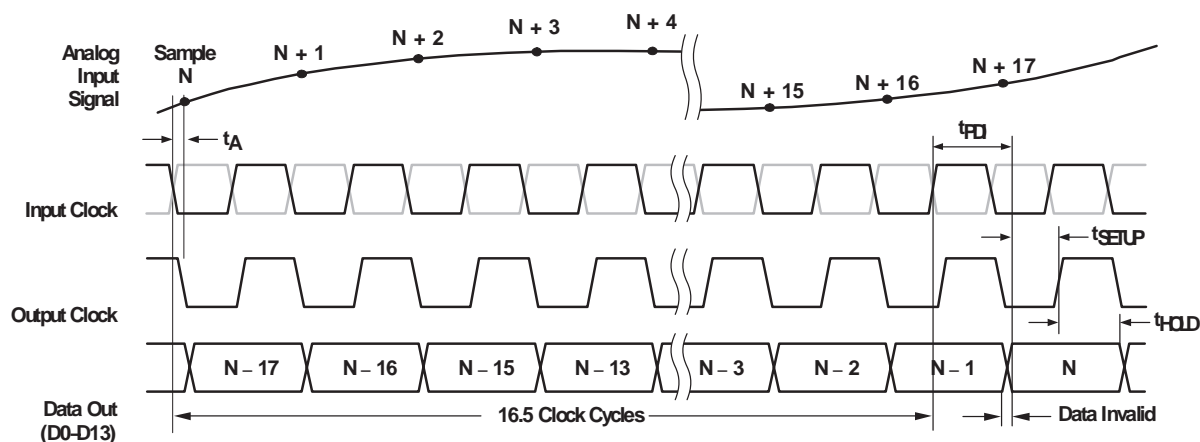 N + 4
N + 3
N + 2
N + 1
Analog
Input
Signal
Sample
N
N + 17
N + 16
N + 15
tA
tPDI
Input Clock
tSETUP
Output Clock
tHOLD
N – 17
N – 16
N – 15
N – 13
N – 3
N – 2
N – 1
N
Data Out
(D0-D13)
16.5 Clock Cycles
Data Invalid